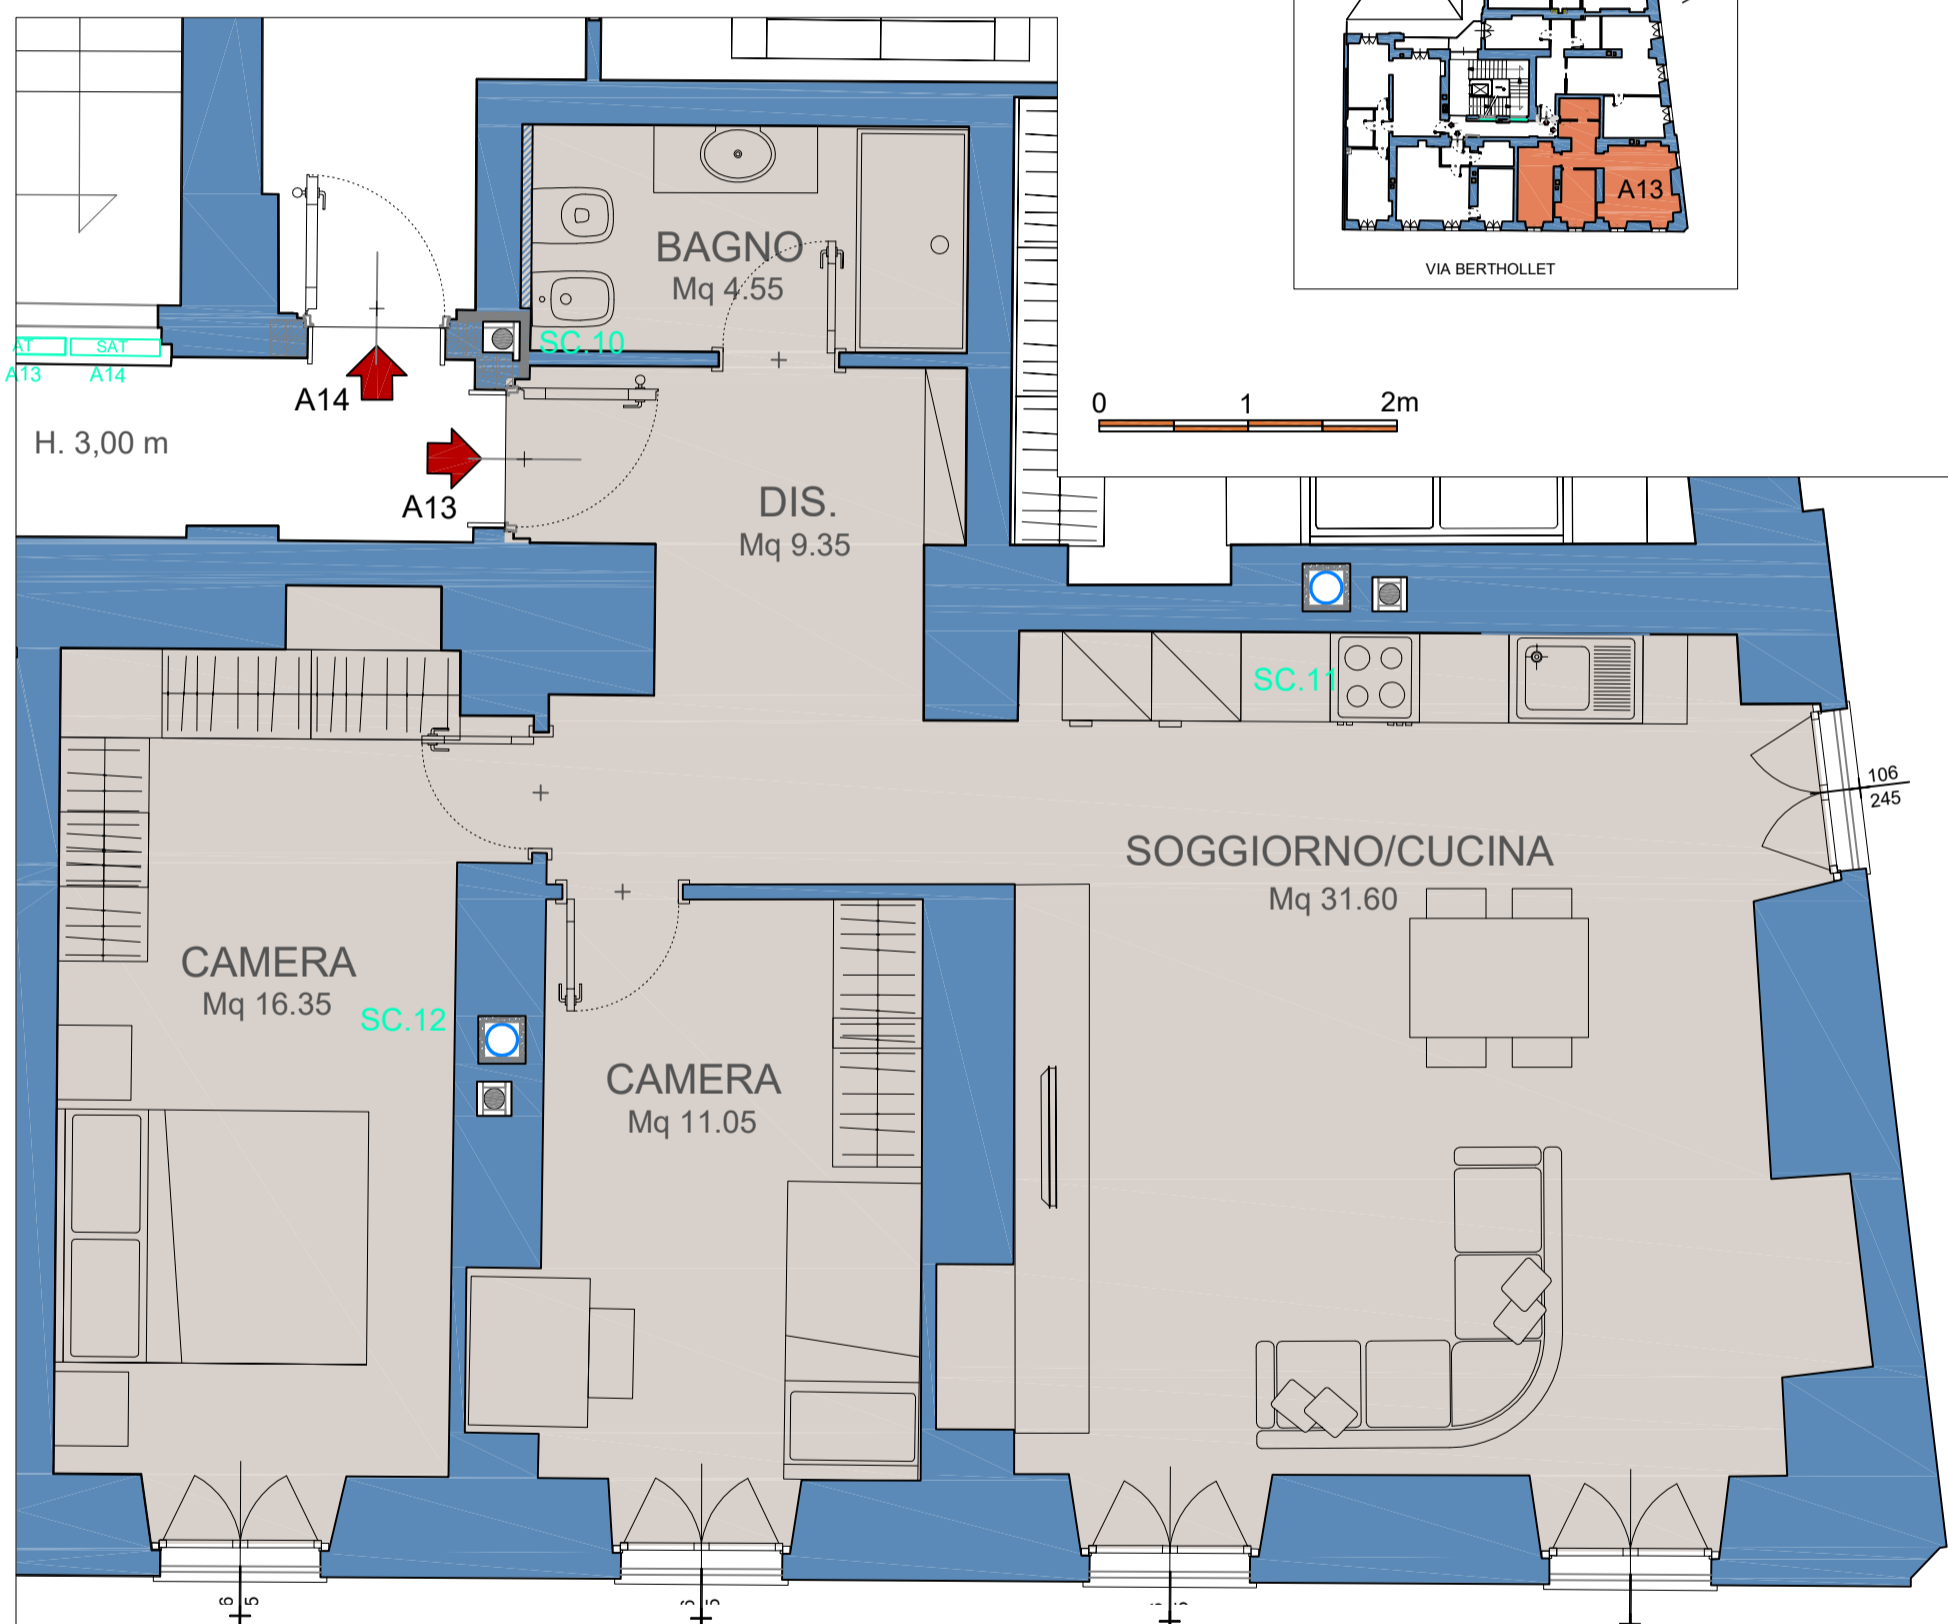 A13
VIA BERTHOLLET
BAGNO
Mq 4.55
SC.10
AT
SAT
A13
A14
A14
H. 3,00 m
A13
DIS.
Mq 9.35
0 1 2m
SC.11
106
245
SOGGIORNO/CUCINA
Mq 31.60
CAMERA
Mq 16.35
SC.12
CAMERA
Mq 11.05